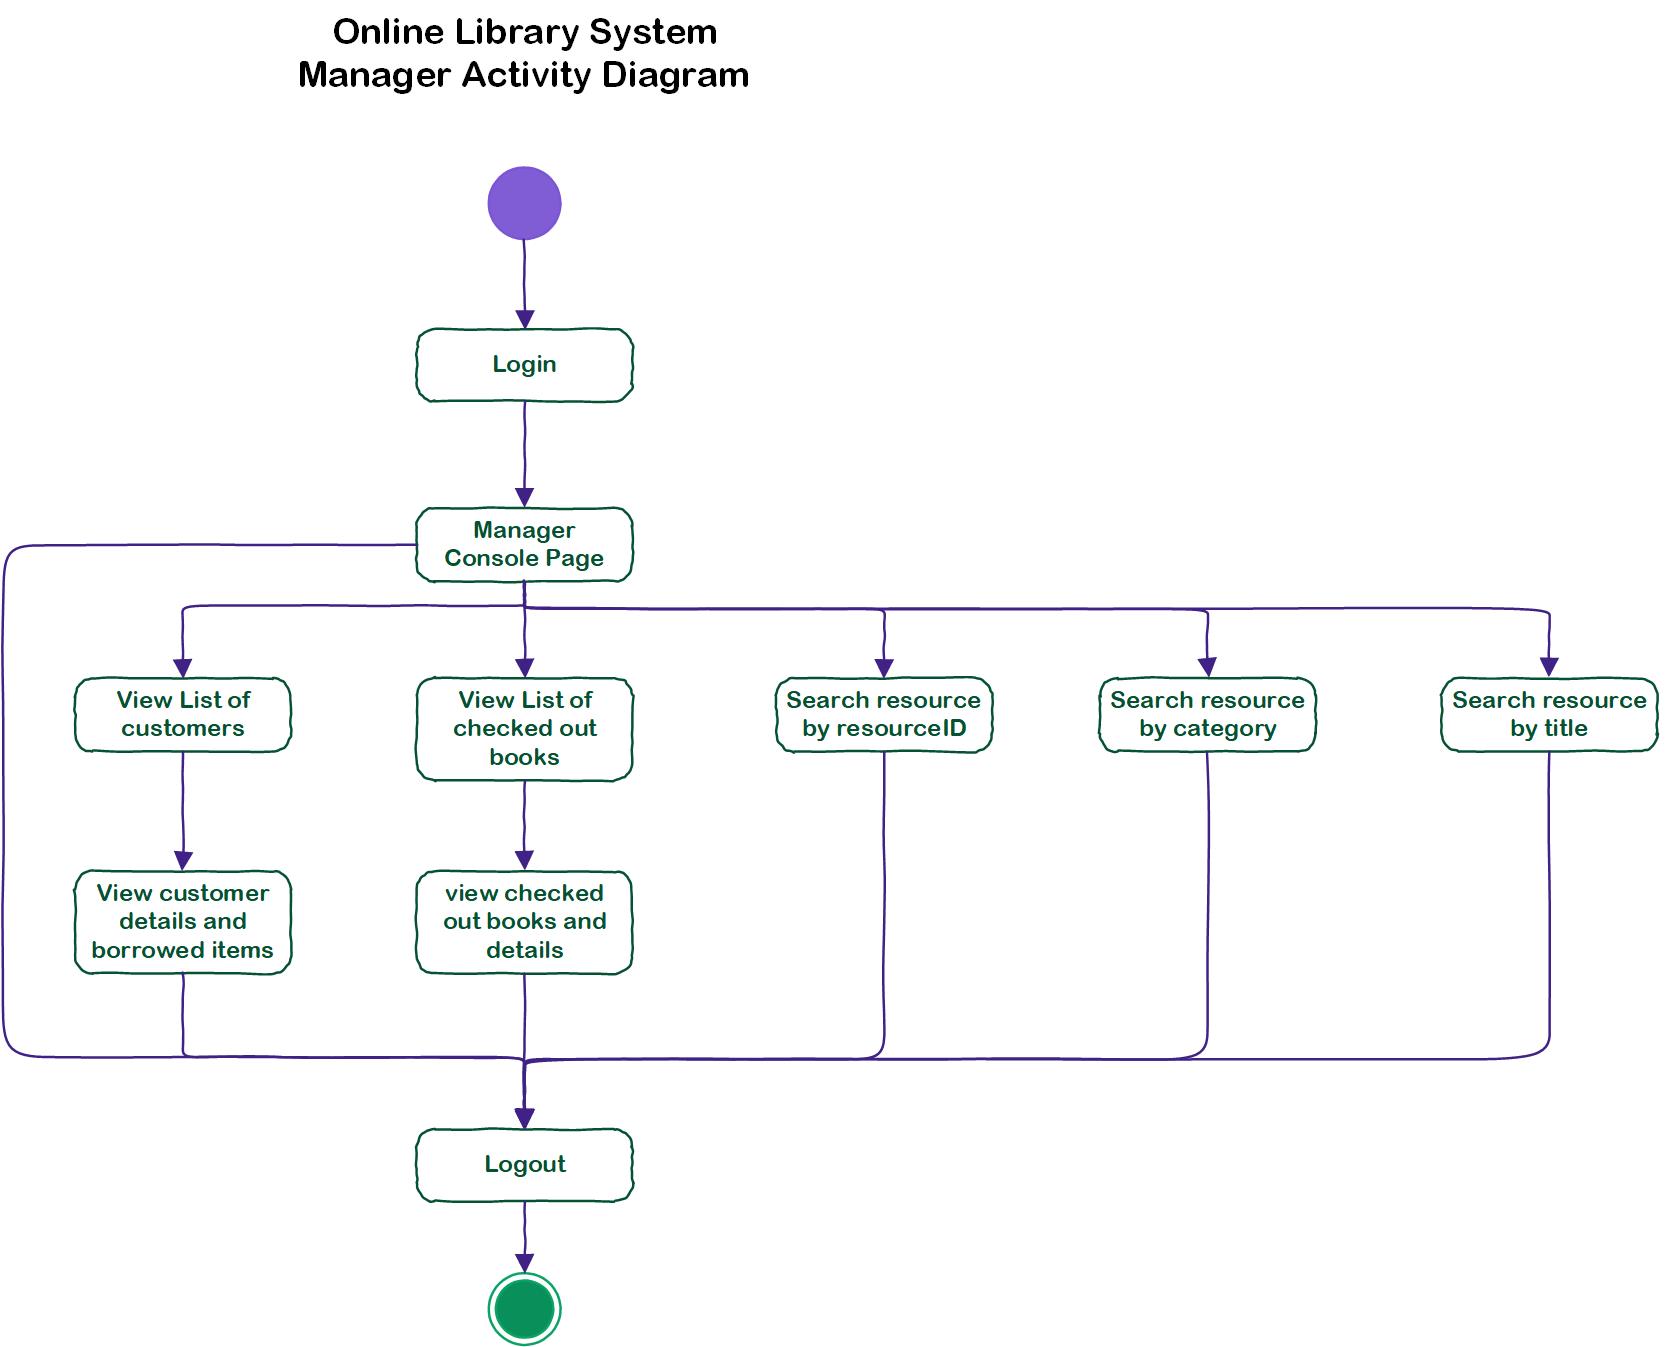 Online Library System
Manager Activity Diagram
Login
Manager
Console Page
View List of
customers
View List of
checked out
books
Search resource
by resourceID
Search resource
by category
Search resource
by title
View customer
details and
borrowed items
view checked
out books and
details
Logout